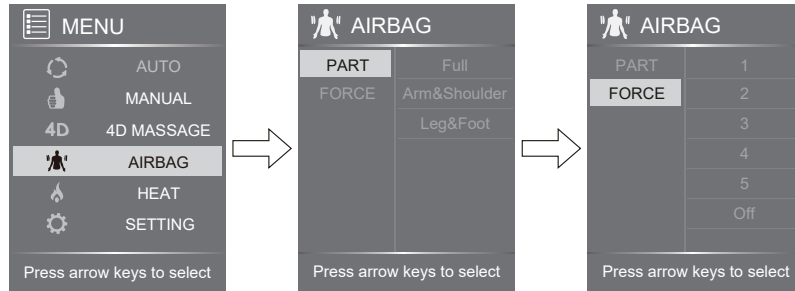 MENU
AUTO
MANUAL
4D 4D MASSAGE
AIRBAG
HEAT
SETTING
Press arrow keys to select
AIRBAG
PART Full
FORCE Arm&Shoulder
Leg&Foot
Press arrow keys to select
AIRBAG
PART 1
FORCE 2
3
4
5
Off
Press arrow keys to select